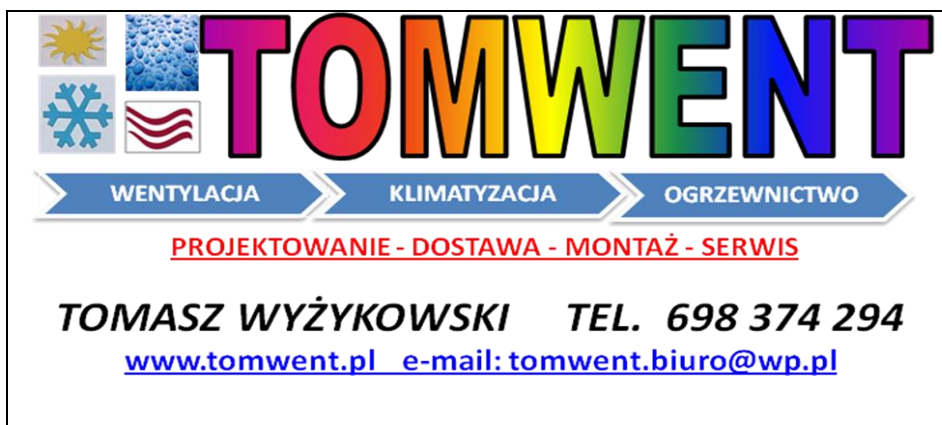 TOMWENT
WENTYLACJA KLIMATYZACJA OGRZEWNICTWO
PROJEKTOWANIE - DOSTAWA - MONTAŻ - SERWIS
TOMASZ WYŻYKOWSKI TEL. 698 374 294
www.tomwent.pl e-mail: tomwent.biuro@wp.pl